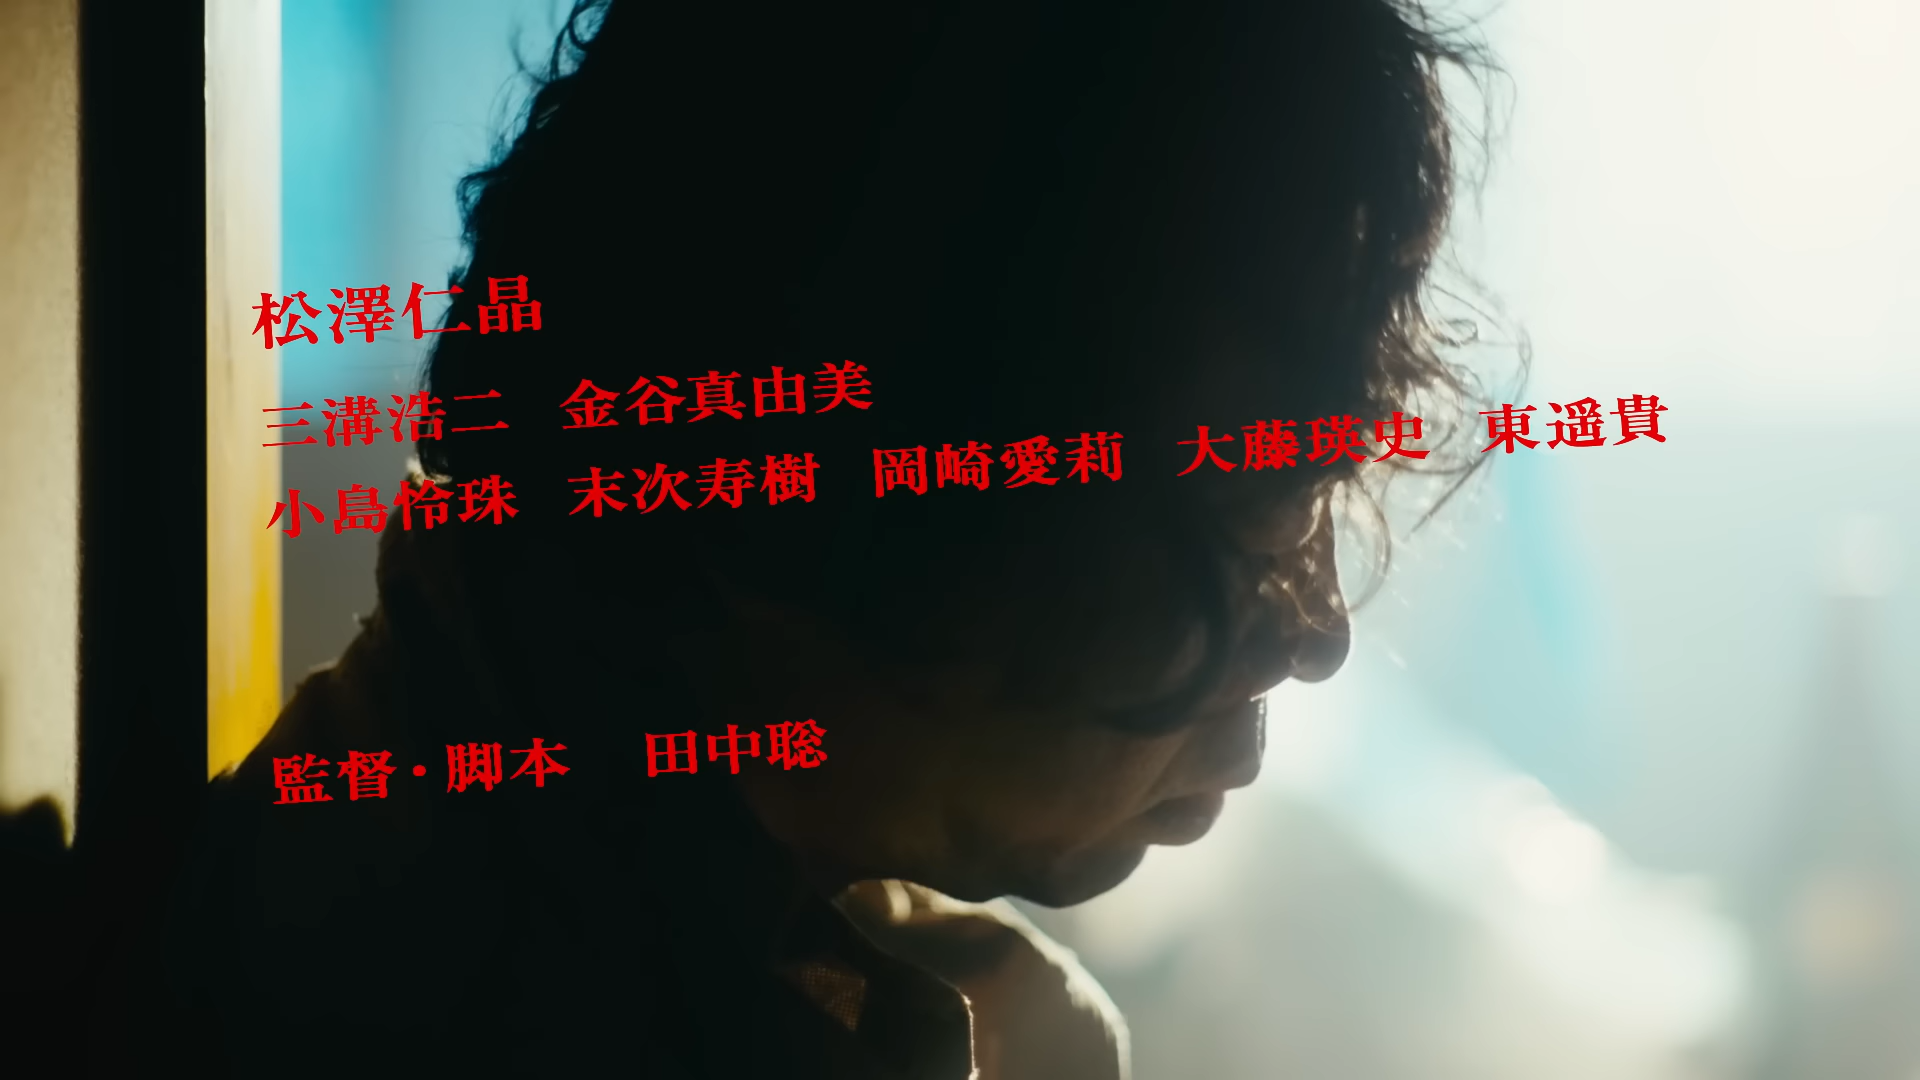 松澤仁晶
三溝浩二 金谷真由美
小島怜珠 末次寿樹 岡崎愛莉 大藤瑛史 東遥貴
監督・脚本 田中聡